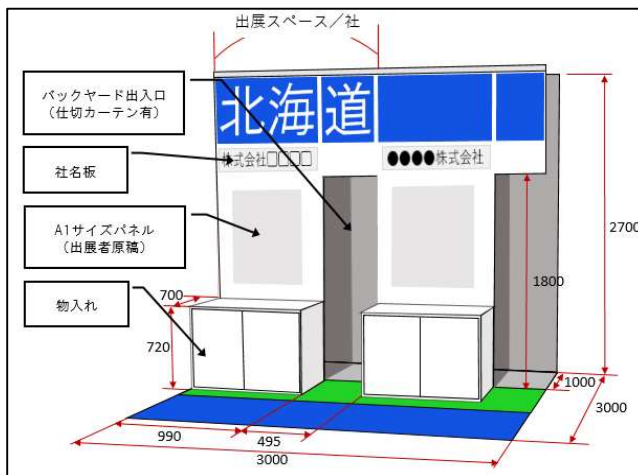 出展スペース／社
バックヤード出入口
（仕切カーテン有）
北海道
株式会社□□□□
●●●●株式会社
社名板
A1サイズパネル
（出展者原稿）
物入れ
700
720
2700
1800
1000
3000
990
495
3000